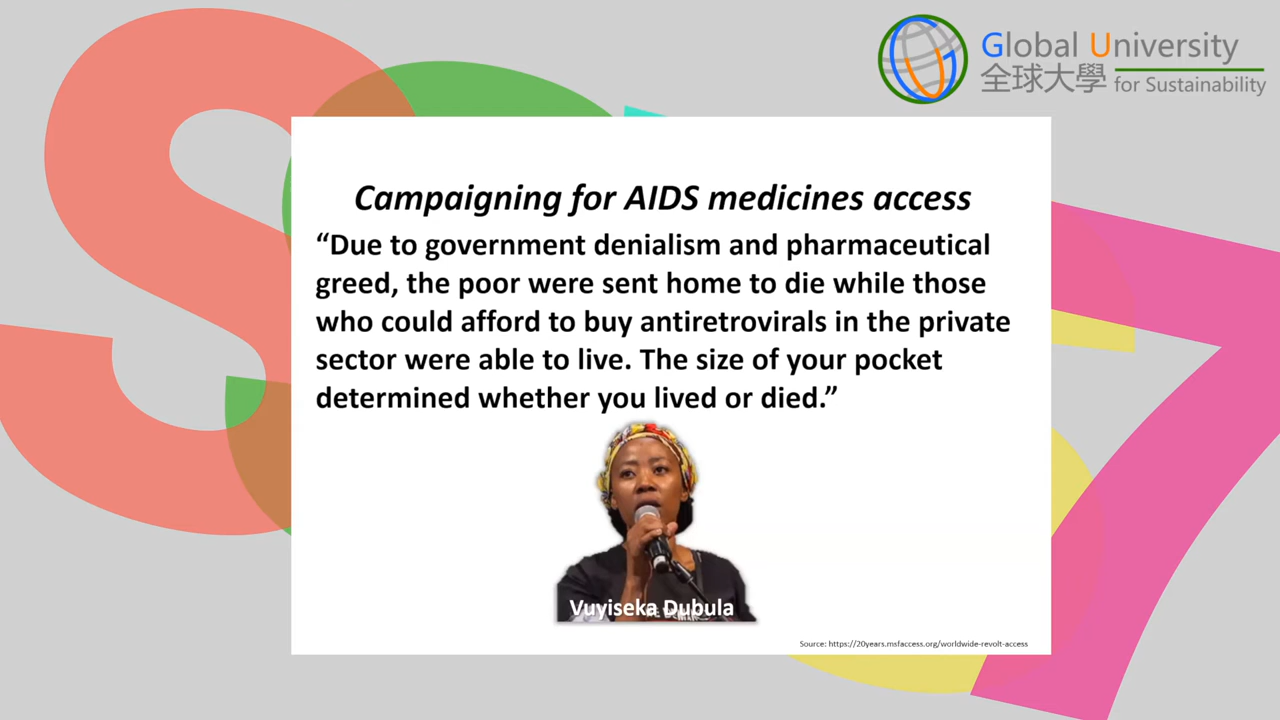 Global University
全球大學 for Sustainability
Campaigning for AIDS medicines access
“Due to government denialism and pharmaceutical
greed, the poor were sent home to die while those
who could afford to buy antiretrovirals in the private
sector were able to live. The size of your pocket
determined whether you lived or died.”
Vuyiseka Dubula
Source: https://20years.msfaccess.org/worldwide-revolt-access